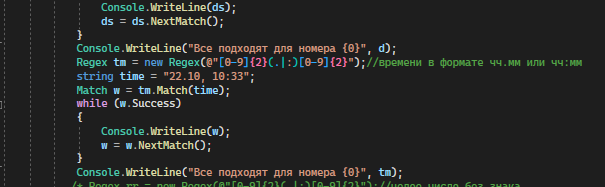 Console.WriteLine(ds);
ds = ds.NextMatch();
}
Console.WriteLine("Все подходят для номера {0}", d);
Regex tm = new Regex(@"[0-9]{2}(.|:)[0-9]{2}");//времени в формате чч.мм или чч:мм
string time = "22.10, 10:33";
Match w = tm.Match(time);
while (w.Success)
{
Console.WriteLine(w);
w = w.NextMatch();
}
Console.WriteLine("Все подходят для номера {0}", tm);
/* Regex rr = new Regex(@"[0-9]{2}(.|:)[0-9]{2}");//целое число без знака